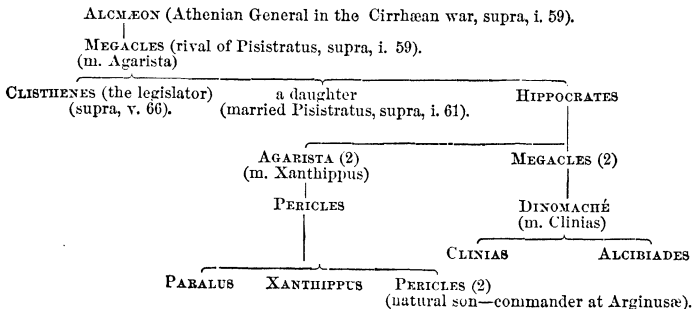 ALCMÆON (Athenian General in the Cirrhæan war, supra, i. 59).
MEGACLES (rival of Pisistratus, supra, i. 59).
(m. Agarista)
CLISTHENES (the legislator) a daughter HIPPOCRATES
(supra, v. 66). (married Pisistratus, supra, i. 61).
AGARISTA (2) MEGACLES (2)
(m. Xanthippus)
PERICLES DINOMACHÉ
(m. Clinias)
CLINIAS ALCIBIADES
PARALUS XANTHIPPUS PERICLES (2)
(natural son—commander at Arginusæ).